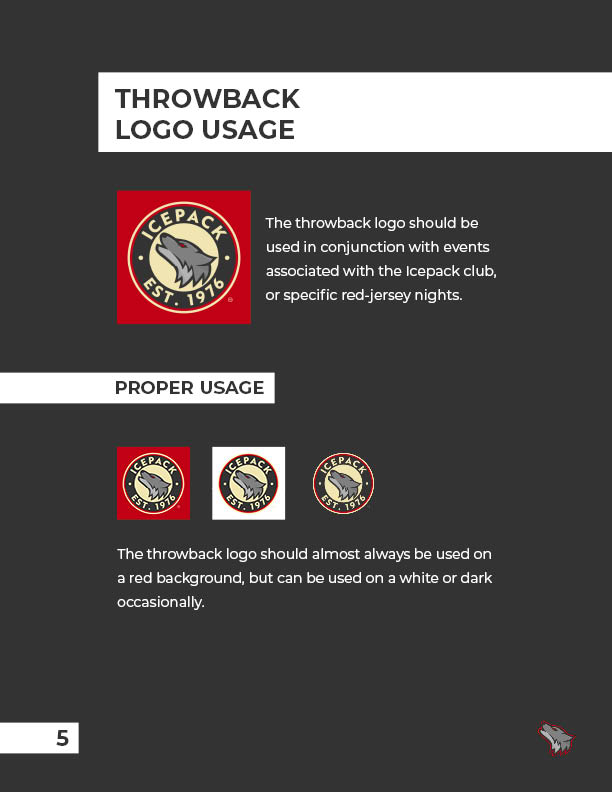 THROWBACK
LOGO USAGE
ICEPACK
EST. 1976
®
The throwback logo should be
used in conjunction with events
associated with the Icepack club,
or specific red-jersey nights.
PROPER USAGE
ICEPACK
EST. 1976
ICEPACK
EST. 1976
ICEPACK
EST. 1976
The throwback logo should almost always be used on
a red background, but can be used on a white or dark
occasionally.
5